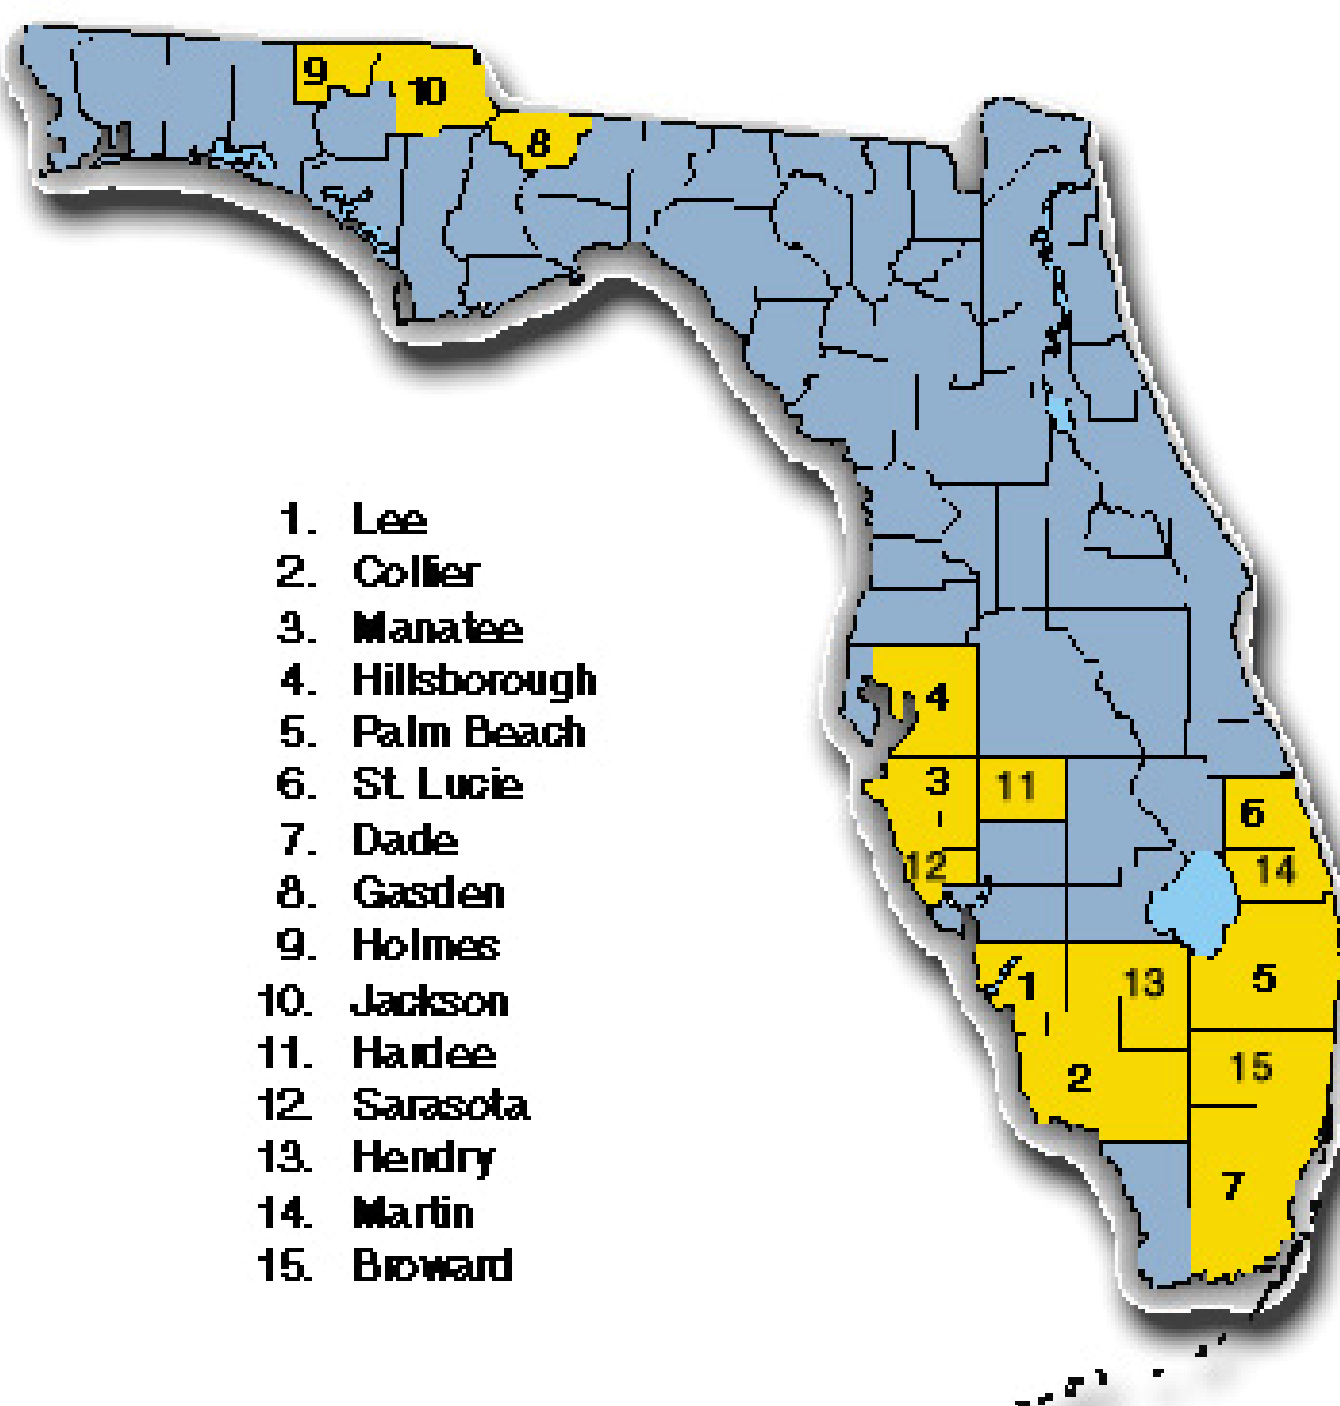 9
10
8
1. Lee
2. Collier
3. Manatee
4. Hillsborough
5. Palm Beach
6. St. Lucie
7. Dade
8. Gasden
9. Holmes
10. Jackson
11. Hardee
12. Sarasota
13. Hendry
14. Martin
15. Broward
4
3
11
6
12
14
1
13
5
2
15
7